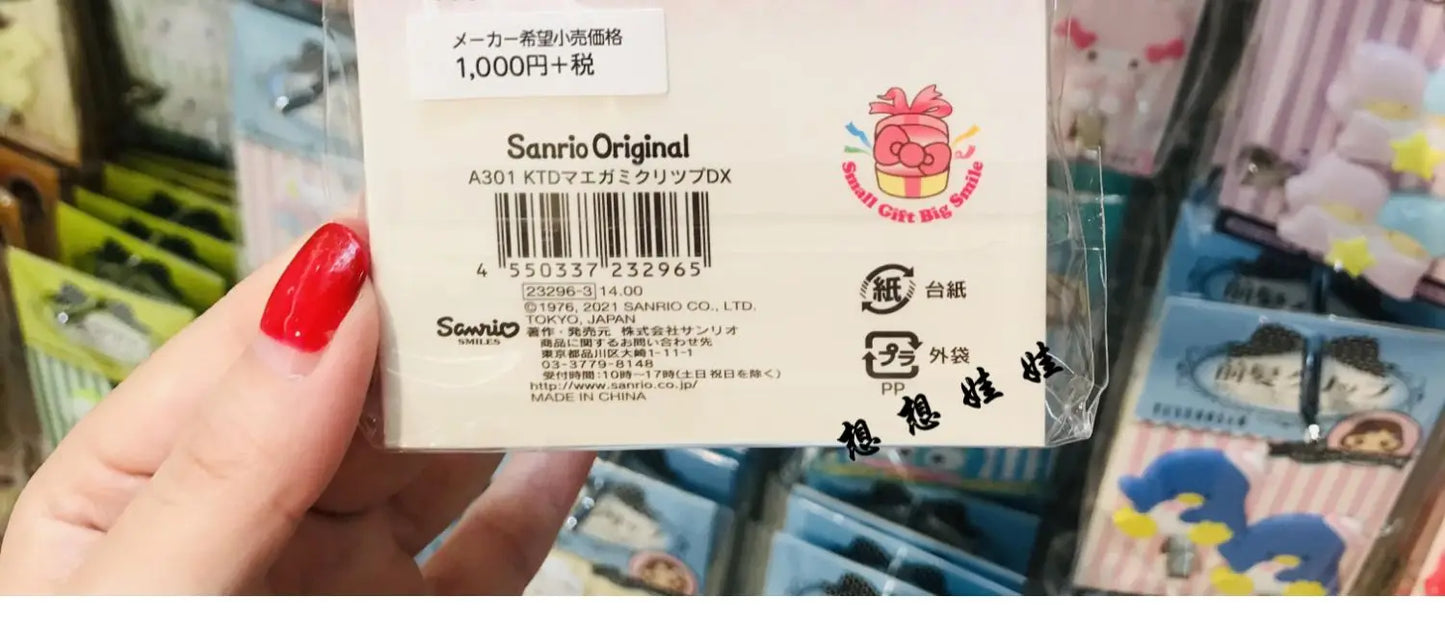 メーカー希望小売価格
1,000円+税
Sanrio Original
A301 KTDマエガミクリツプDX
4 550337 232965
23296-3 14.00
©1976, 2021 SANRIO CO., LTD.
TOKYO, JAPAN
Sanrio
SMILES
著作・発売元 株式会社サンリオ
商品に関するお問い合わせ先
東京都品川区大崎1-11-1
03-3779-8148
受付時間:10時〜17時(土日祝日を除く)
http://www.sanrio.co.jp/
MADE IN CHINA
Small Gift Big Smile
紙 台紙
プラ 外袋
PP
想想娃娃
前髪クリップ